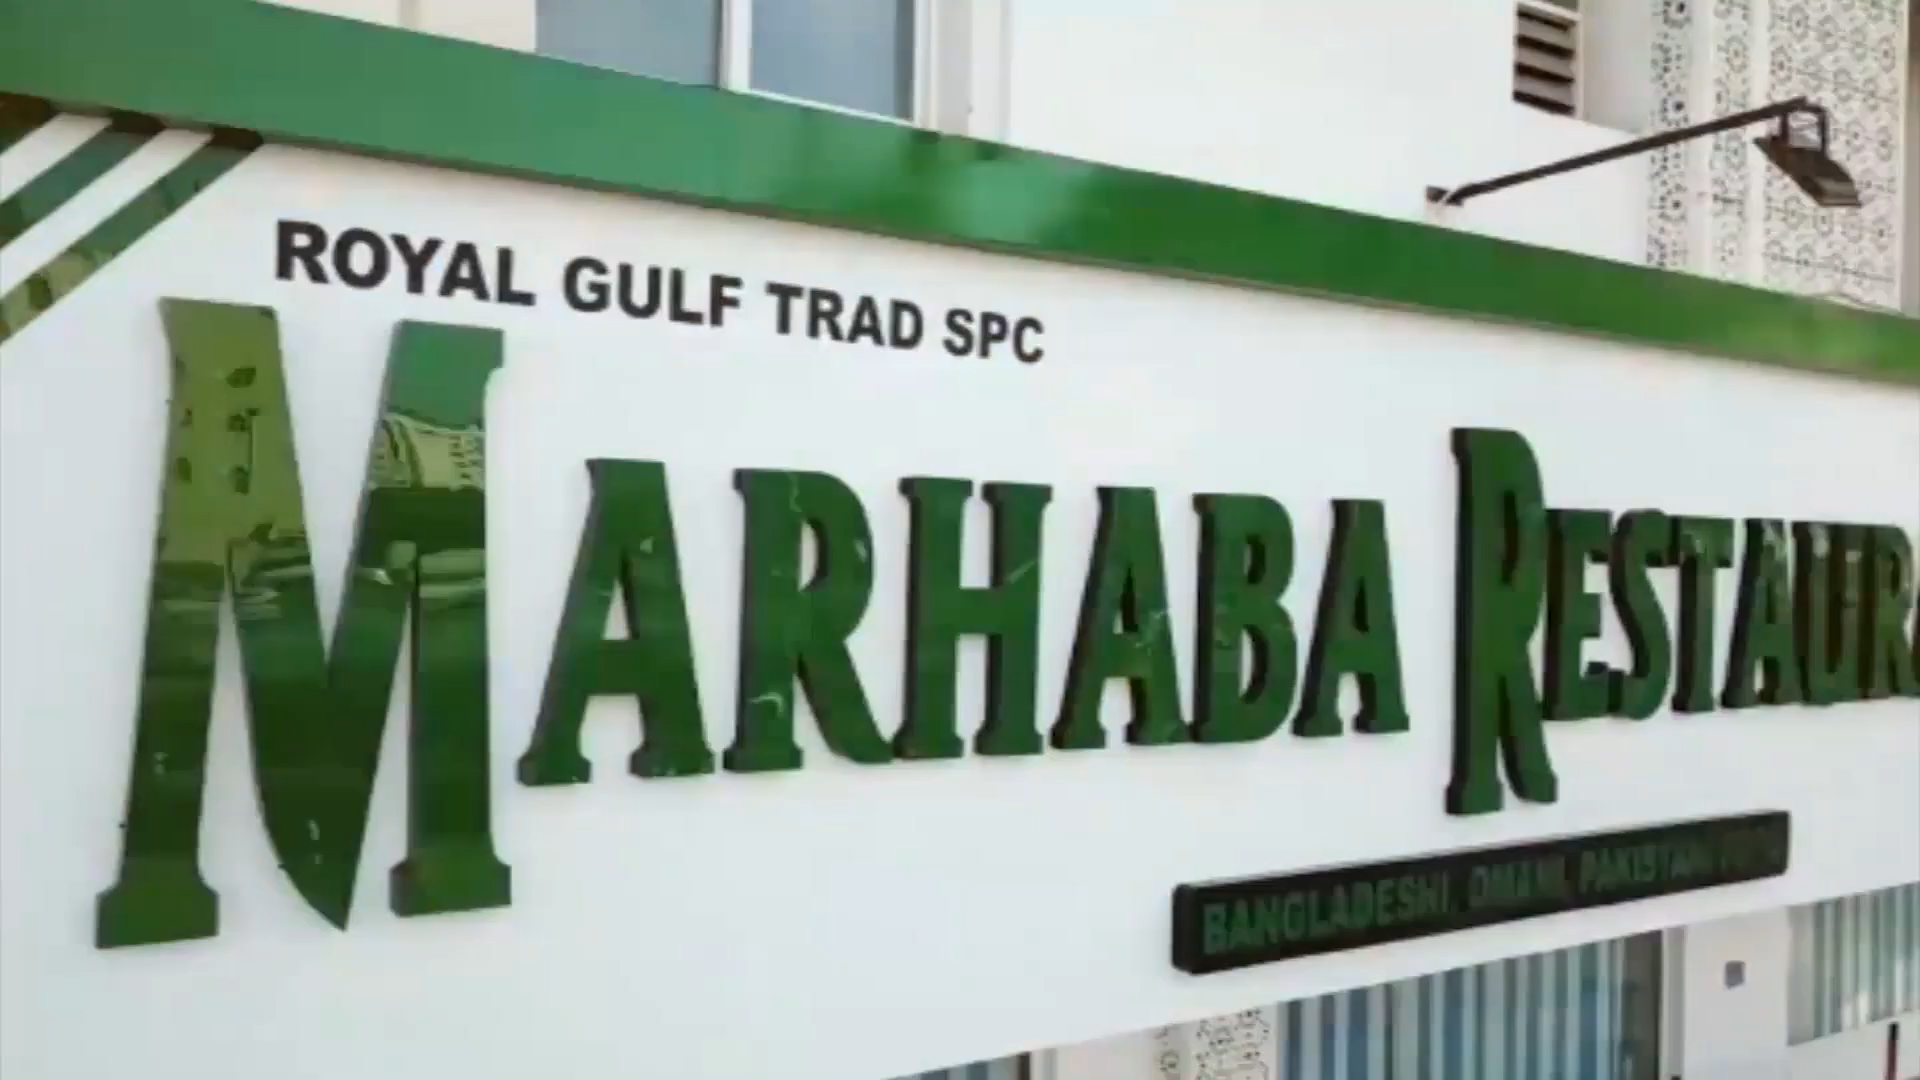 ROYAL GULF TRAD SPC
MARHABA RESTAURA
BANGLADESHI, OMANI, PAKISTANI